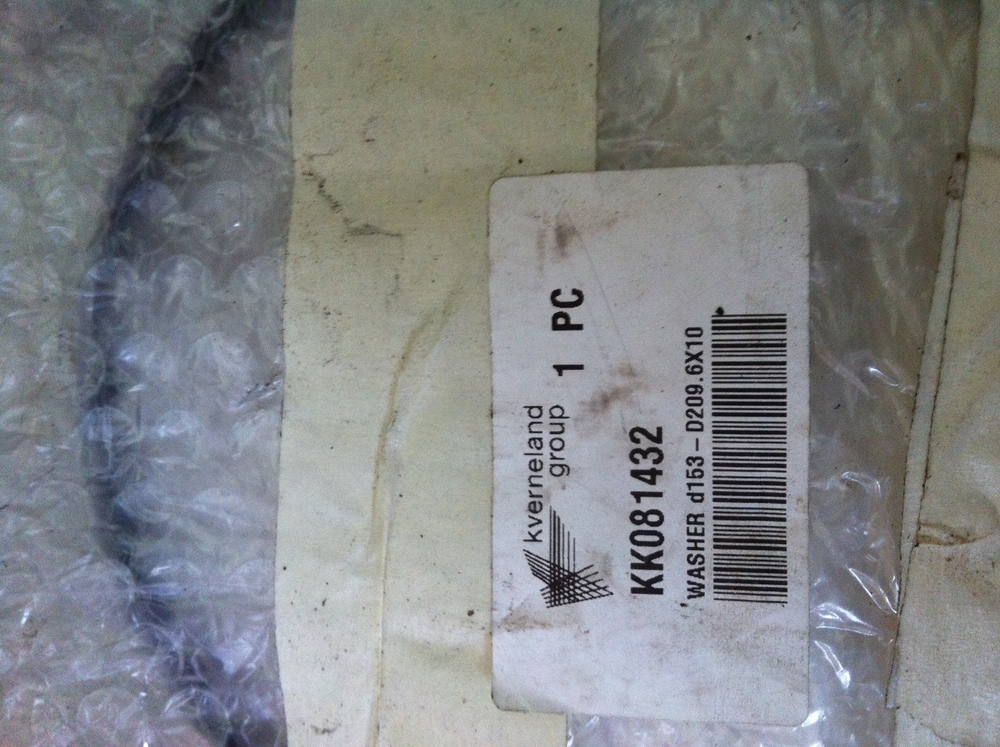 kverneland
group
1 PC
KK081432
WASHER d153 - D209.6X10